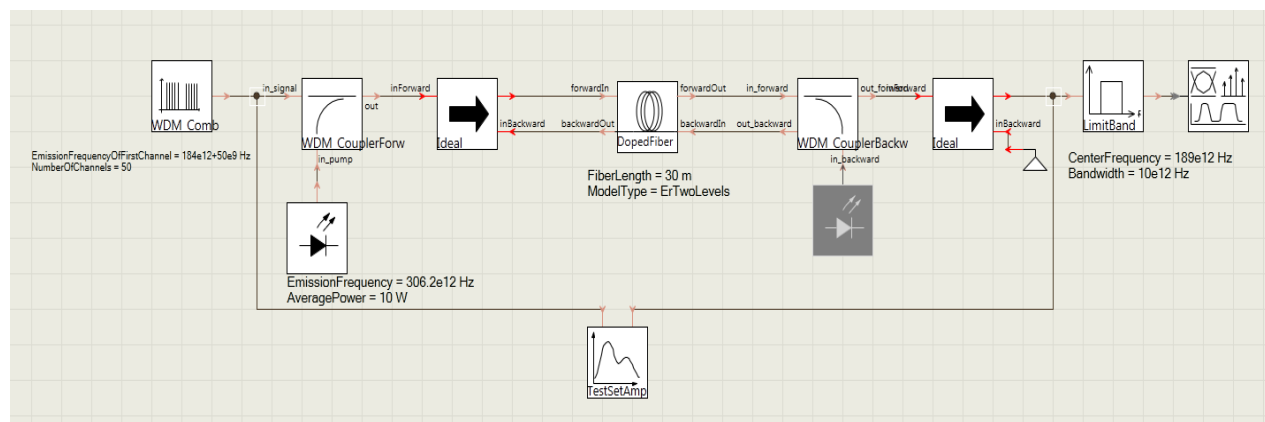 in_signal
out
inForward
forwardIn
forwardOut
in_forward
inForward
WDM_Comb
WDM_CouplerForw
Ideal
inBackward
backwardOut
DopedFiber
backwardIn
out_backward
WDM_CouplerBackw
Ideal
inBackward
LimitBand
F
EmissionFrequencyOfFirstChannel = 184e12+50e9 Hz
NumberOfChannels = 50
in_pump
in_backward
CenterFrequency = 189e12 Hz
Bandwidth = 10e12 Hz
FiberLength = 30 m
ModelType = ErTwoLevels
EmissionFrequency = 306.2e12 Hz
AveragePower = 10 W
TestSetAmp